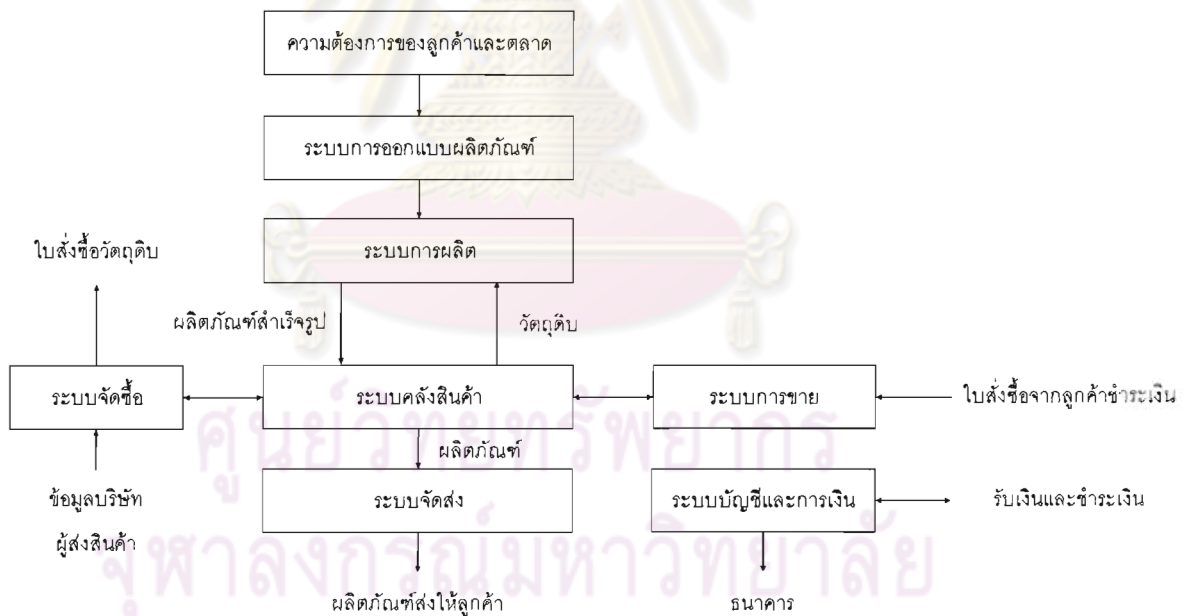 ความต้องการของลูกค้าและตลาด
ระบบการออกแบบผลิตภัณฑ์
ระบบการผลิต
ใบสั่งซื้อวัตถุดิบ
ผลิตภัณฑ์สำเร็จรูป
วัตถุดิบ
ระบบจัดซื้อ
ระบบคลังสินค้า
ระบบการขาย
ใบสั่งซื้อจากลูกค้าชำระเงิน
ผลิตภัณฑ์
ข้อมูลบริษัท
ผู้ส่งสินค้า
ระบบจัดส่ง
ระบบบัญชีและการเงิน
รับเงินและชำระเงิน
ผลิตภัณฑ์ส่งให้ลูกค้า
ธนาคาร
ศูนย์วิทยทรัพยากร
จุฬาลงกรณ์มหาวิทยาลัย